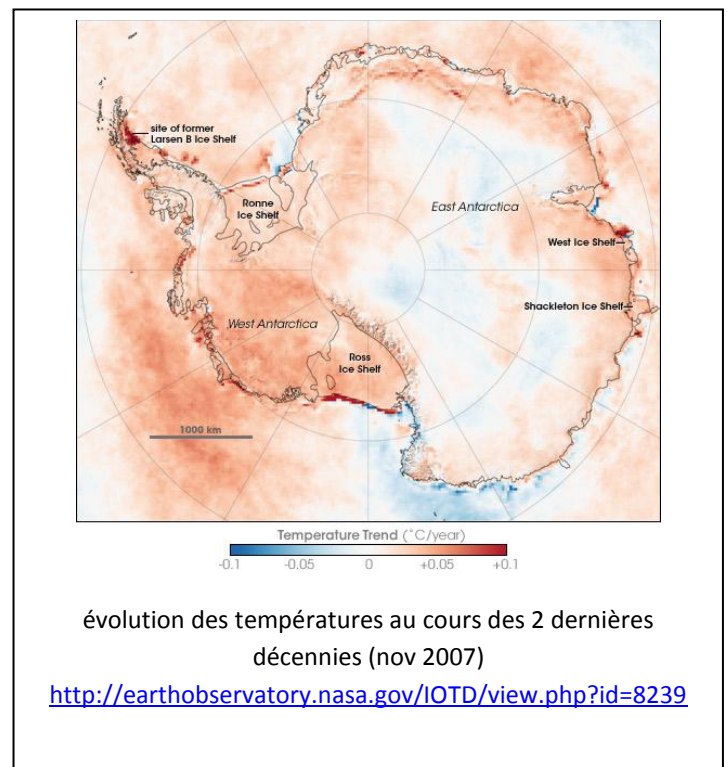 site of former
Larsen B Ice Shelf
Ronne
Ice Shelf
East Antarctica
West Ice Shelf
Shackleton Ice Shelf
West Antarctica
Ross
Ice Shelf
1000 km
Temperature Trend (˚C/year)
-0.1 -0.05 0 +0.05 +0.1
évolution des températures au cours des 2 dernières
décennies (nov 2007)
http://earthobservatory.nasa.gov/IOTD/view.php?id=8239